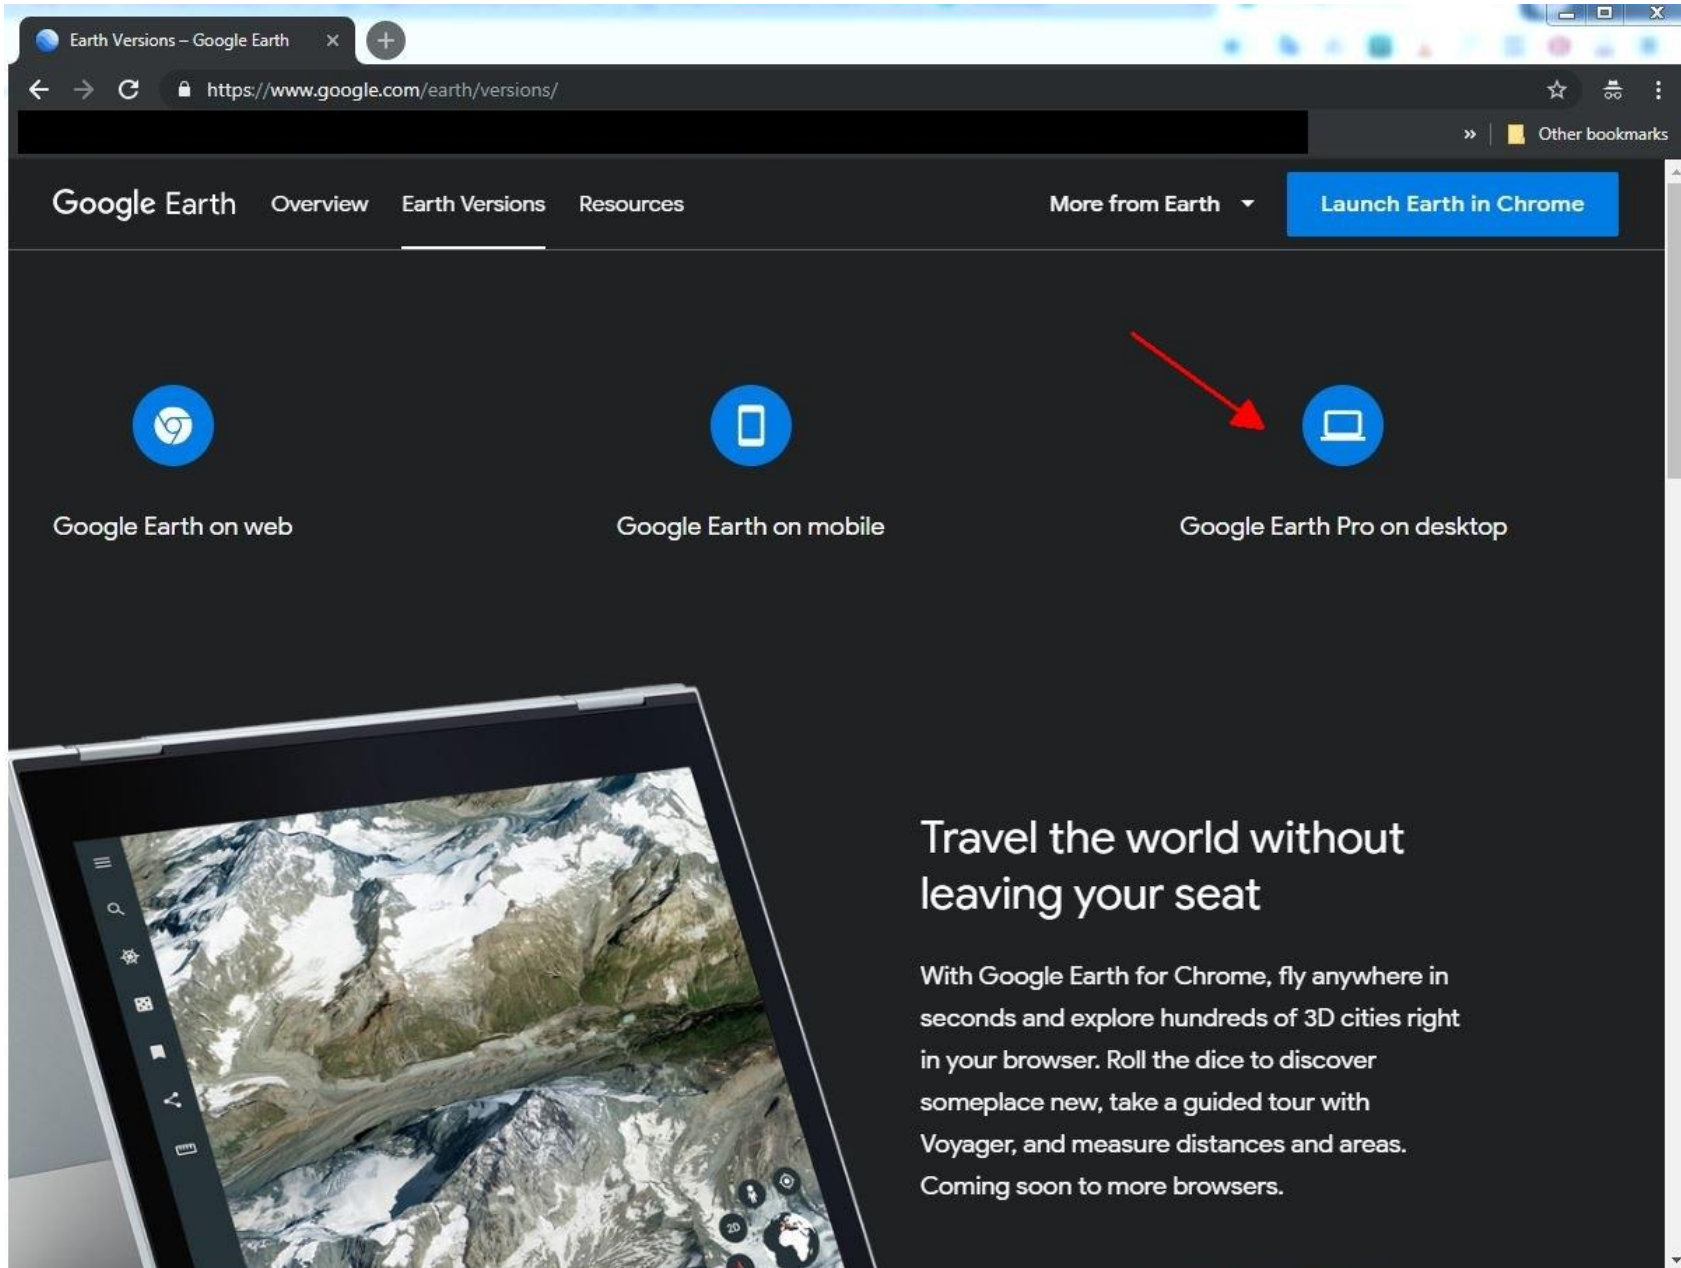 Earth Versions – Google Earth
https://www.google.com/earth/versions/
» Other bookmarks
Google Earth Overview Earth Versions Resources More from Earth Launch Earth in Chrome
Google Earth on web Google Earth on mobile Google Earth Pro on desktop
Travel the world without
leaving your seat
With Google Earth for Chrome, fly anywhere in
seconds and explore hundreds of 3D cities right
in your browser. Roll the dice to discover
someplace new, take a guided tour with
Voyager, and measure distances and areas.
Coming soon to more browsers.
2D